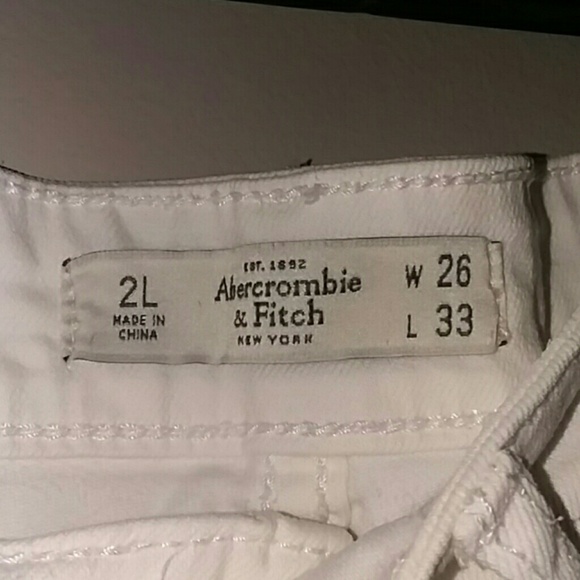 2L
MADE IN
CHINA
EST. 1892
Abercrombie
& Fitch
NEW YORK
W 26
L 33